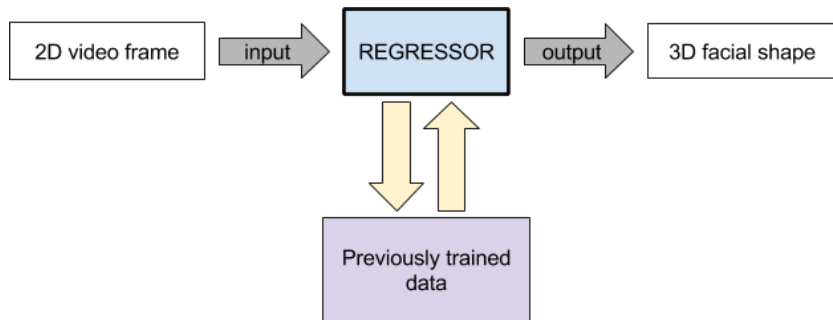 2D video frame
input
REGRESSOR
output
3D facial shape
Previously trained
data